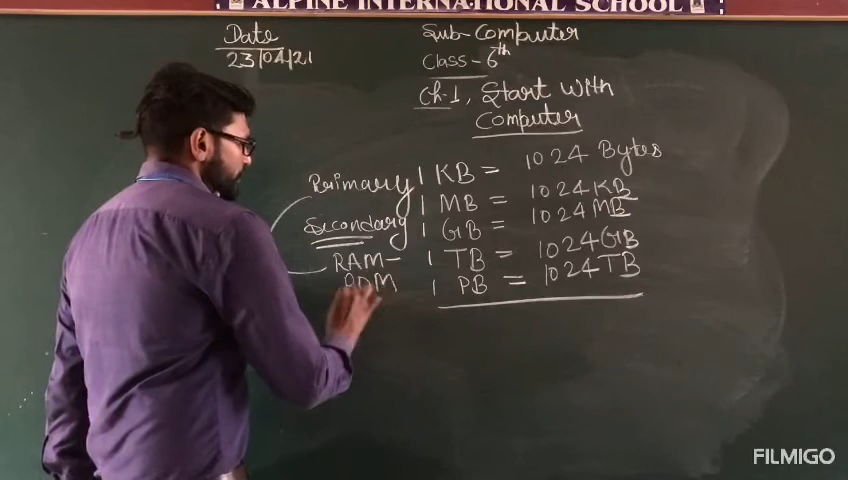 ALPINE INTERNATIONAL SCHOOL
Date
23/04/21
Sub-Computer
Class-6th
Ch-1, Start With
Computer
Primary
Secondary
RAM-
ROM
1 KB = 1024 Bytes
1 MB = 1024 KB
1 GB = 1024 MB
1 TB = 1024 GB
1 PB = 1024 TB
FILMIGO